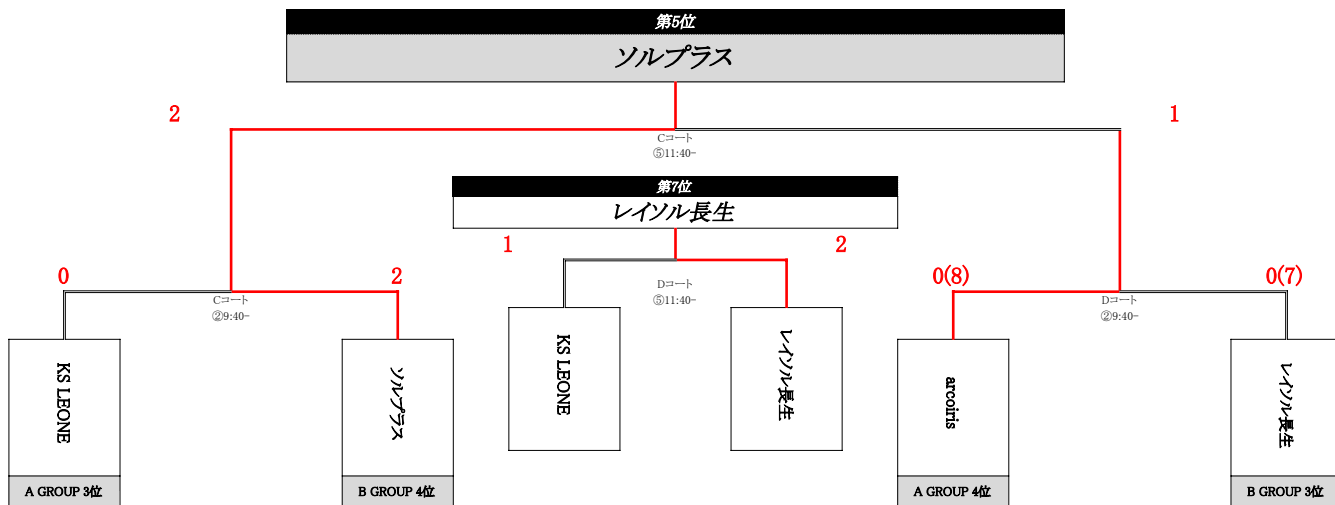 第5位
ソルプラス
2
1
Cコート
⑤11:40-
第7位
レイソル長生
1
2
Dコート
⑤11:40-
0
2
Cコート
②9:40-
0(8)
0(7)
Dコート
②9:40-
KS LEONE
ソルプラス
KS LEONE
レイソル長生
arcoiris
レイソル長生
A GROUP 3位
B GROUP 4位
A GROUP 4位
B GROUP 3位